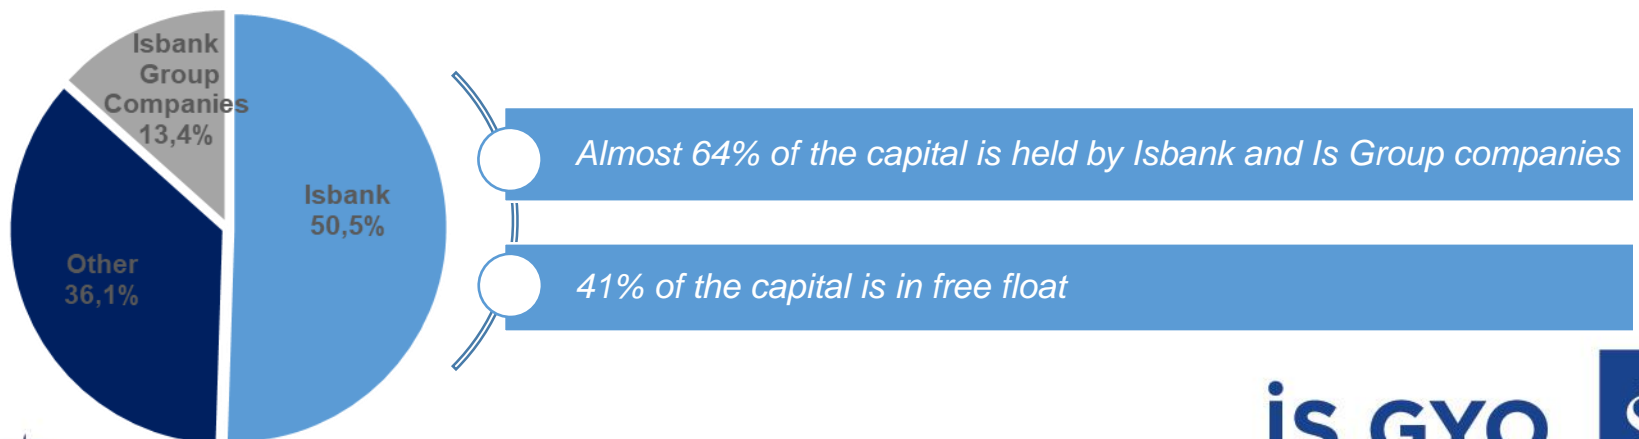 Isbank
Group
Companies
13,4%
Isbank
50,5%
Other
36,1%
Almost 64% of the capital is held by Isbank and Is Group companies
41% of the capital is in free float
iş GYO